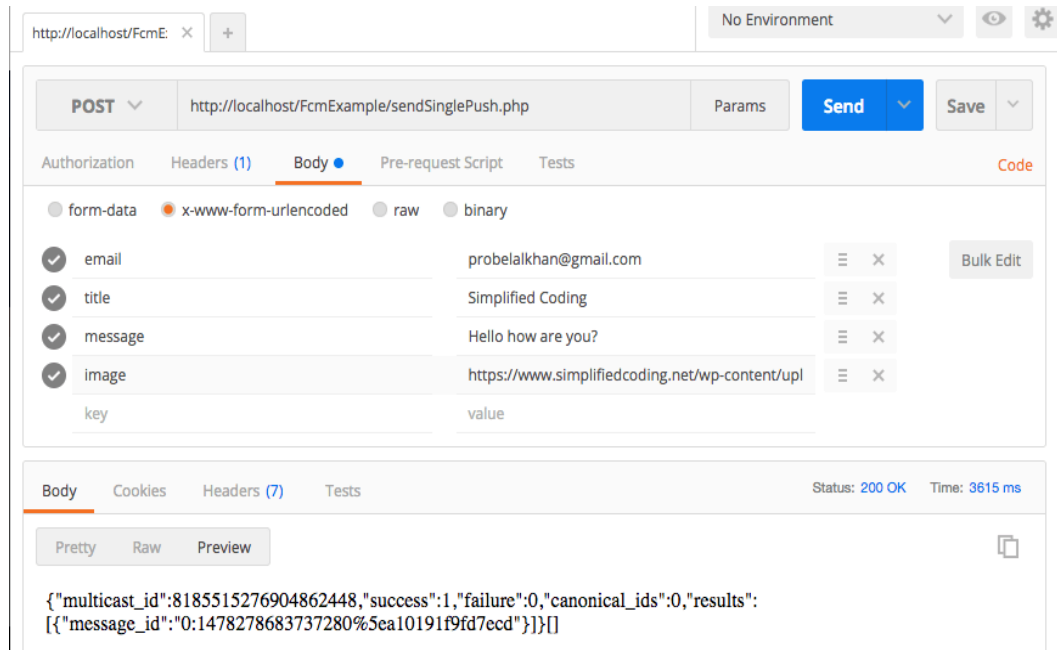 http://localhost/FcmE: × +
No Environment
POST http://localhost/FcmExample/sendSinglePush.php Params Send Save
Authorization Headers (1) Body Pre-request Script Tests Code
form-data x-www-form-urlencoded raw binary
email probelalkhan@gmail.com Bulk Edit
title Simplified Coding
message Hello how are you?
image https://www.simplifiedcoding.net/wp-content/upl
key value
Body Cookies Headers (7) Tests Status: 200 OK Time: 3615 ms
Pretty Raw Preview
{"multicast_id":8185515276904862448,"success":1,"failure":0,"canonical_ids":0,"results":
[{"message_id":"0:1478278683737280%5ea10191f9fd7ecd"}]}[]